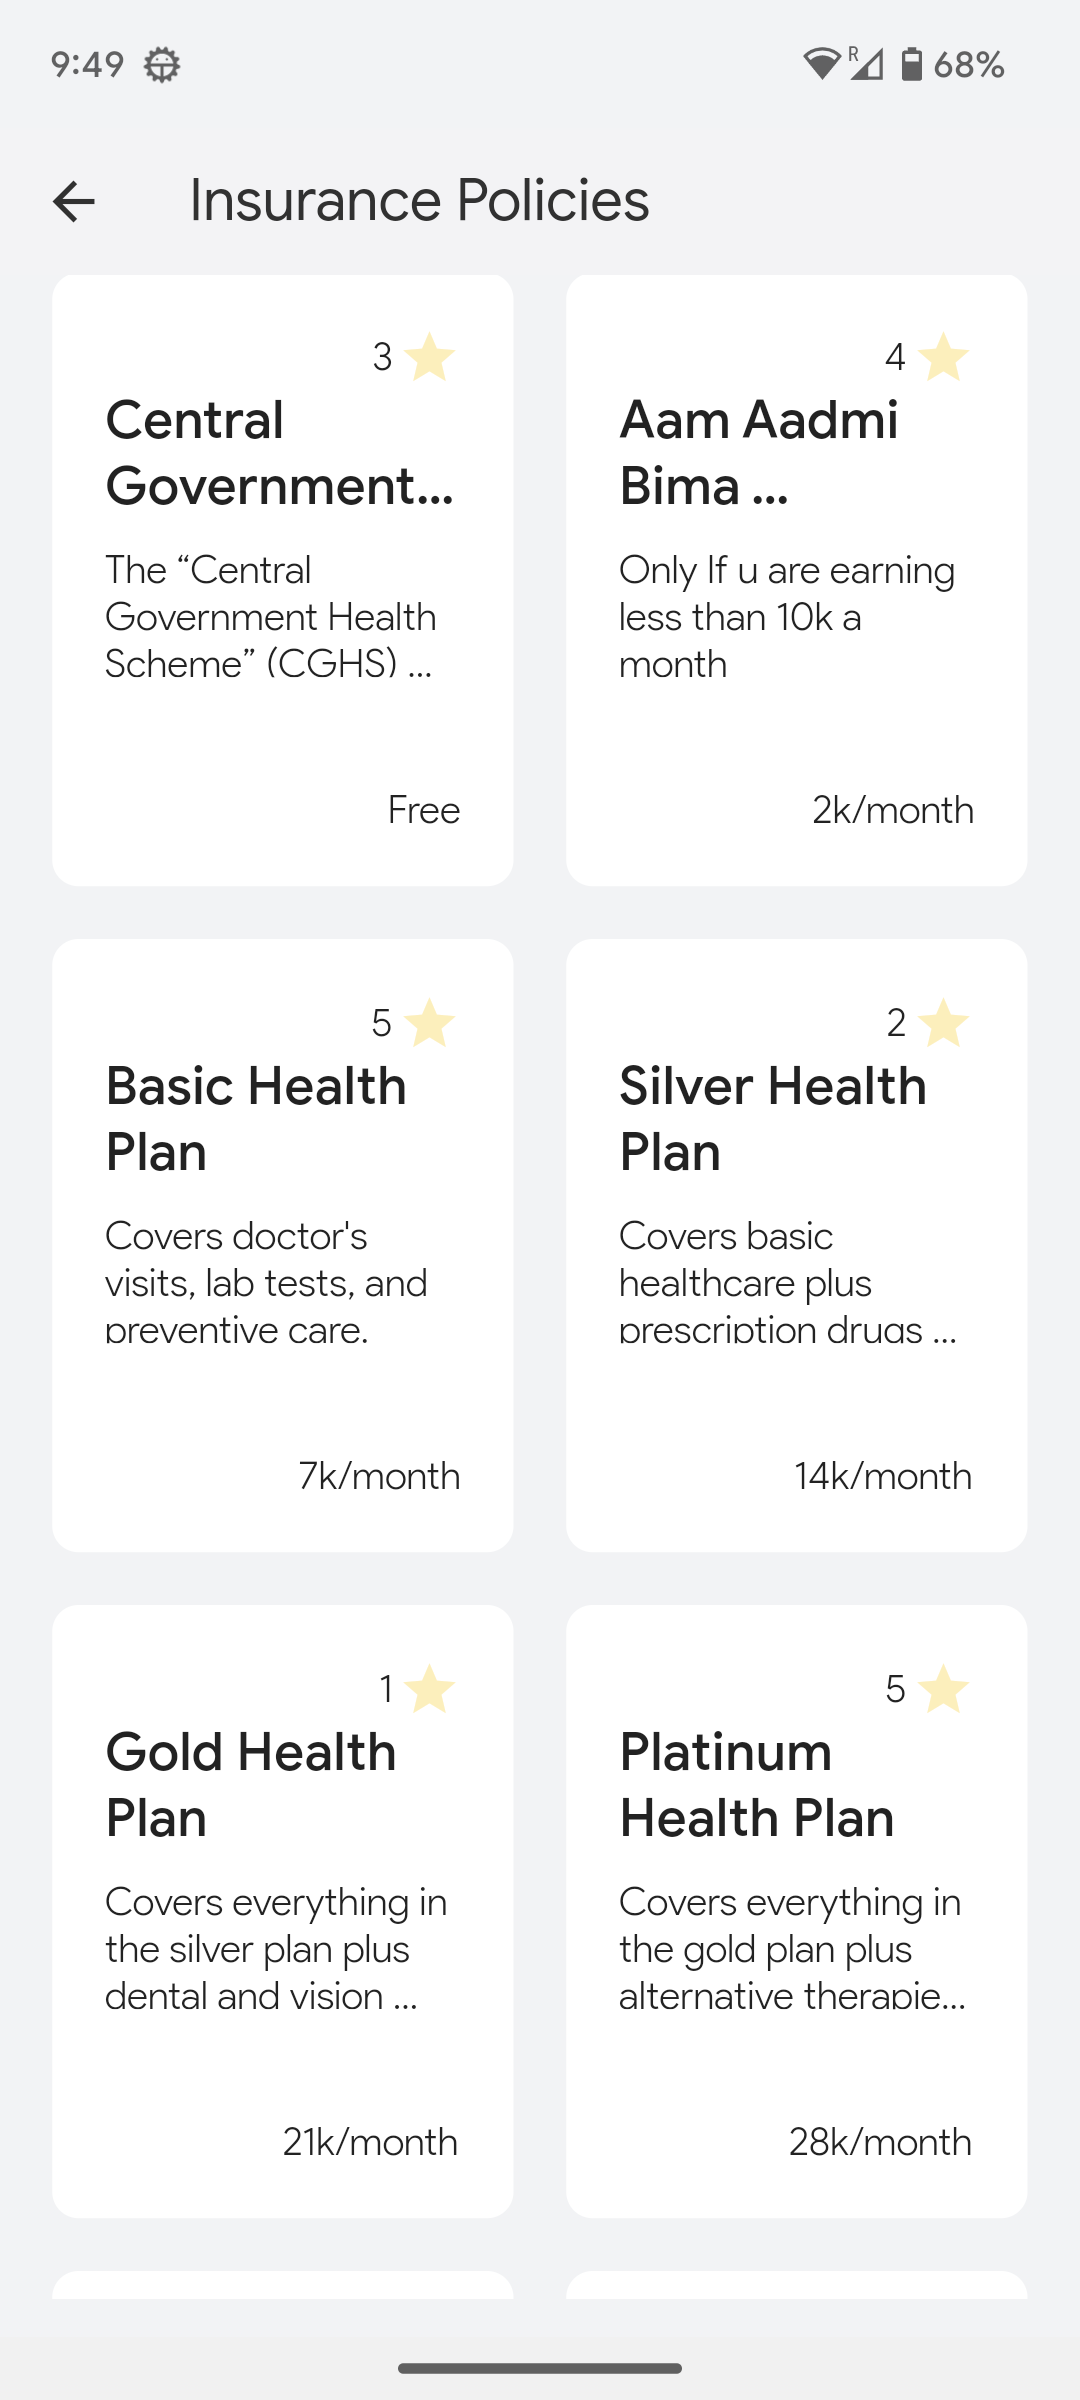 9:49
R
68%
Insurance Policies
3
Central
Government...
The “Central
Government Health
Scheme” (CGHS) ...
Free
4
Aam Aadmi
Bima ...
Only If u are earning
less than 10k a
month
2k/month
5
Basic Health
Plan
Covers doctor's
visits, lab tests, and
preventive care.
7k/month
2
Silver Health
Plan
Covers basic
healthcare plus
prescription drugs ...
14k/month
1
Gold Health
Plan
Covers everything in
the silver plan plus
dental and vision ...
21k/month
5
Platinum
Health Plan
Covers everything in
the gold plan plus
alternative therapie...
28k/month